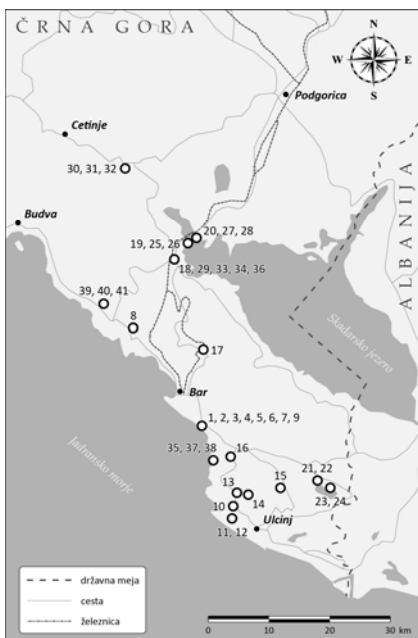 ČRNA GORA
N
W E
S
Podgorica
Cetinje
30, 31, 32
Budva
ALBANIJA
20, 27, 28
19, 25, 26
18, 29, 33, 34, 36
39, 40, 41
8
Skadarsko jezero
17
Bar
1, 2, 3, 4, 5, 6, 7, 9
35, 37, 38
16
Jadransko morje
21, 22
15
13
23, 24
14
10
11, 12
Ulcinj
državna meja
cesta
železnica
0 10 20 30 km